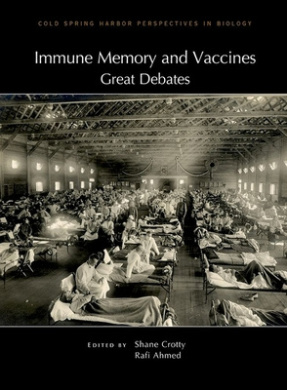 COLD SPRING HARBOR PERSPECTIVES IN BIOLOGY
Immune Memory and Vaccines
Great Debates
EDITED BY Shane Crotty
Rafi Ahmed